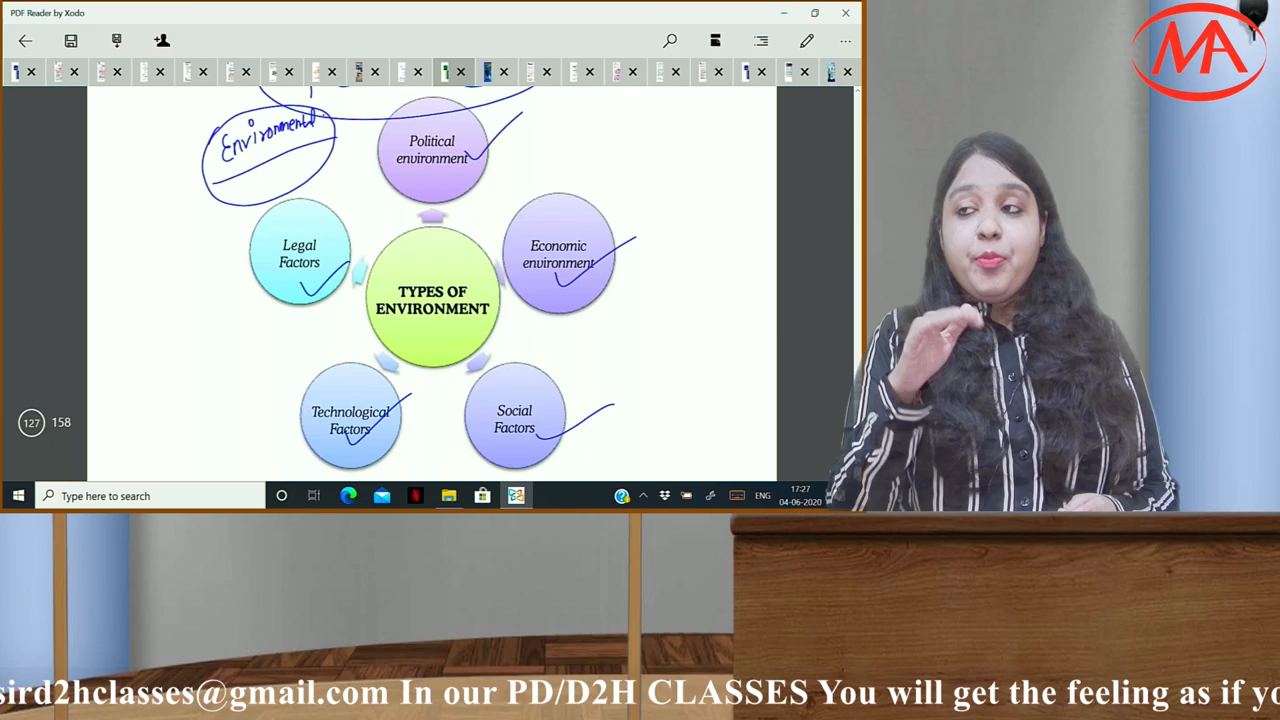 PDF Reader by Xodo
Environmental
Political
environment
Legal
Factors
Economic
environment
TYPES OF
ENVIRONMENT
Technological
Factors
Social
Factors
127 158
Type here to search
ENG
17:27
04-06-2020
MA
sird2hclasses@gmail.com In our PD/D2H CLASSES You will get the feeling as if yo